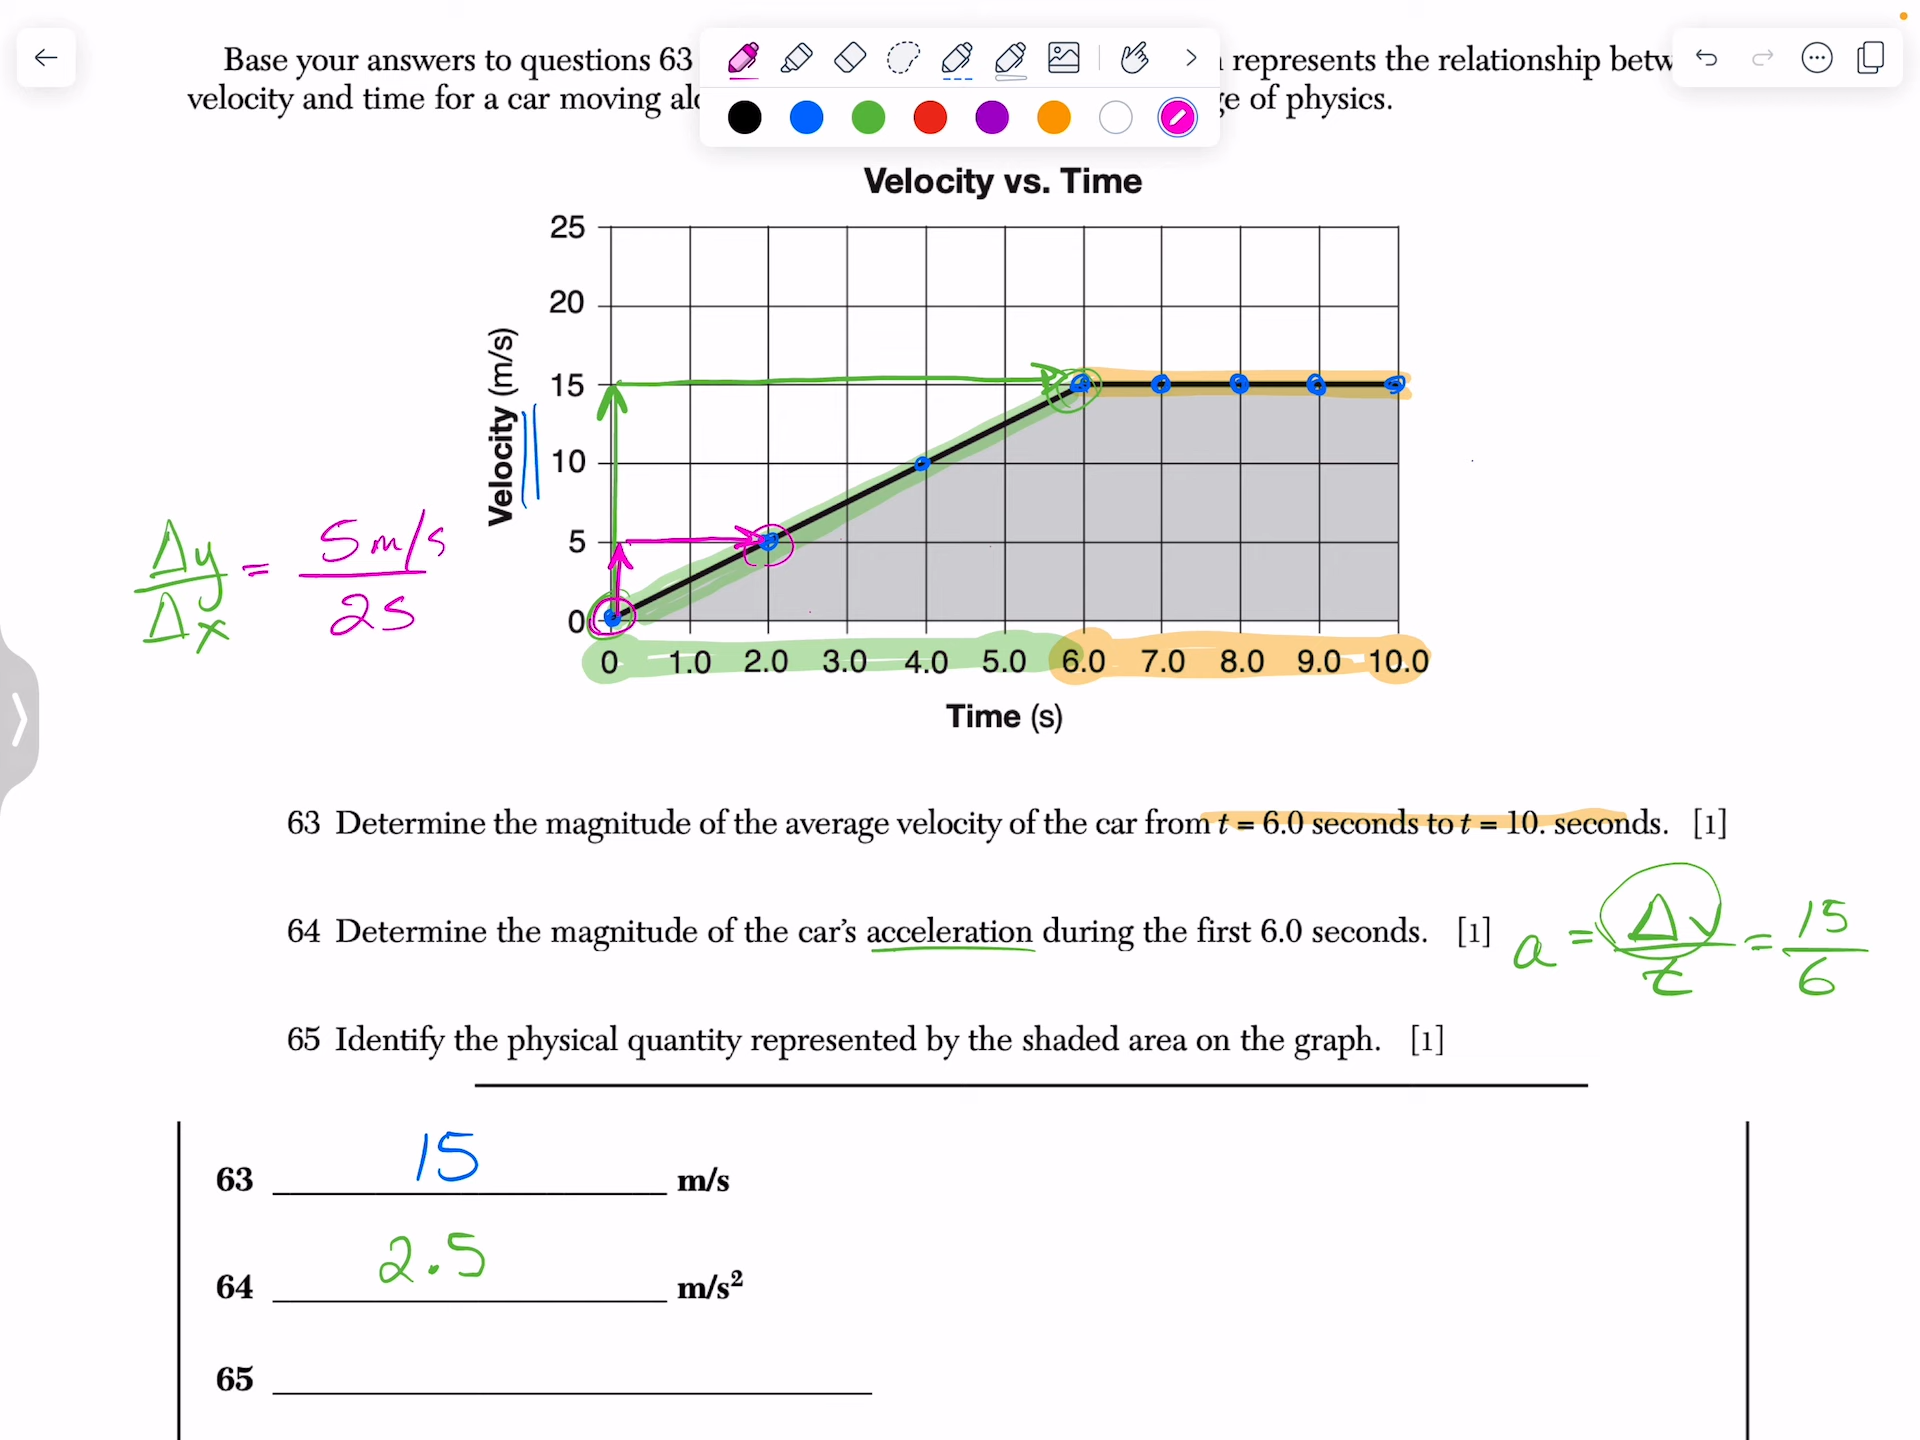 Base your answers to questions 63
represents the relationship betw
velocity and time for a car moving alo
ge of physics.
Velocity vs. Time
25
20
15
10
5
0
Velocity (m/s)
0 1.0 2.0 3.0 4.0 5.0 6.0 7.0 8.0 9.0 10.0
Time (s)
Δy/Δx = 5m/s/2s
63 Determine the magnitude of the average velocity of the car from t = 6.0 seconds to t = 10. seconds. [1]
64 Determine the magnitude of the car's acceleration during the first 6.0 seconds. [1]
a = Δv/t = 15/6
65 Identify the physical quantity represented by the shaded area on the graph. [1]
63 15 m/s
64 2.5 m/s²
65